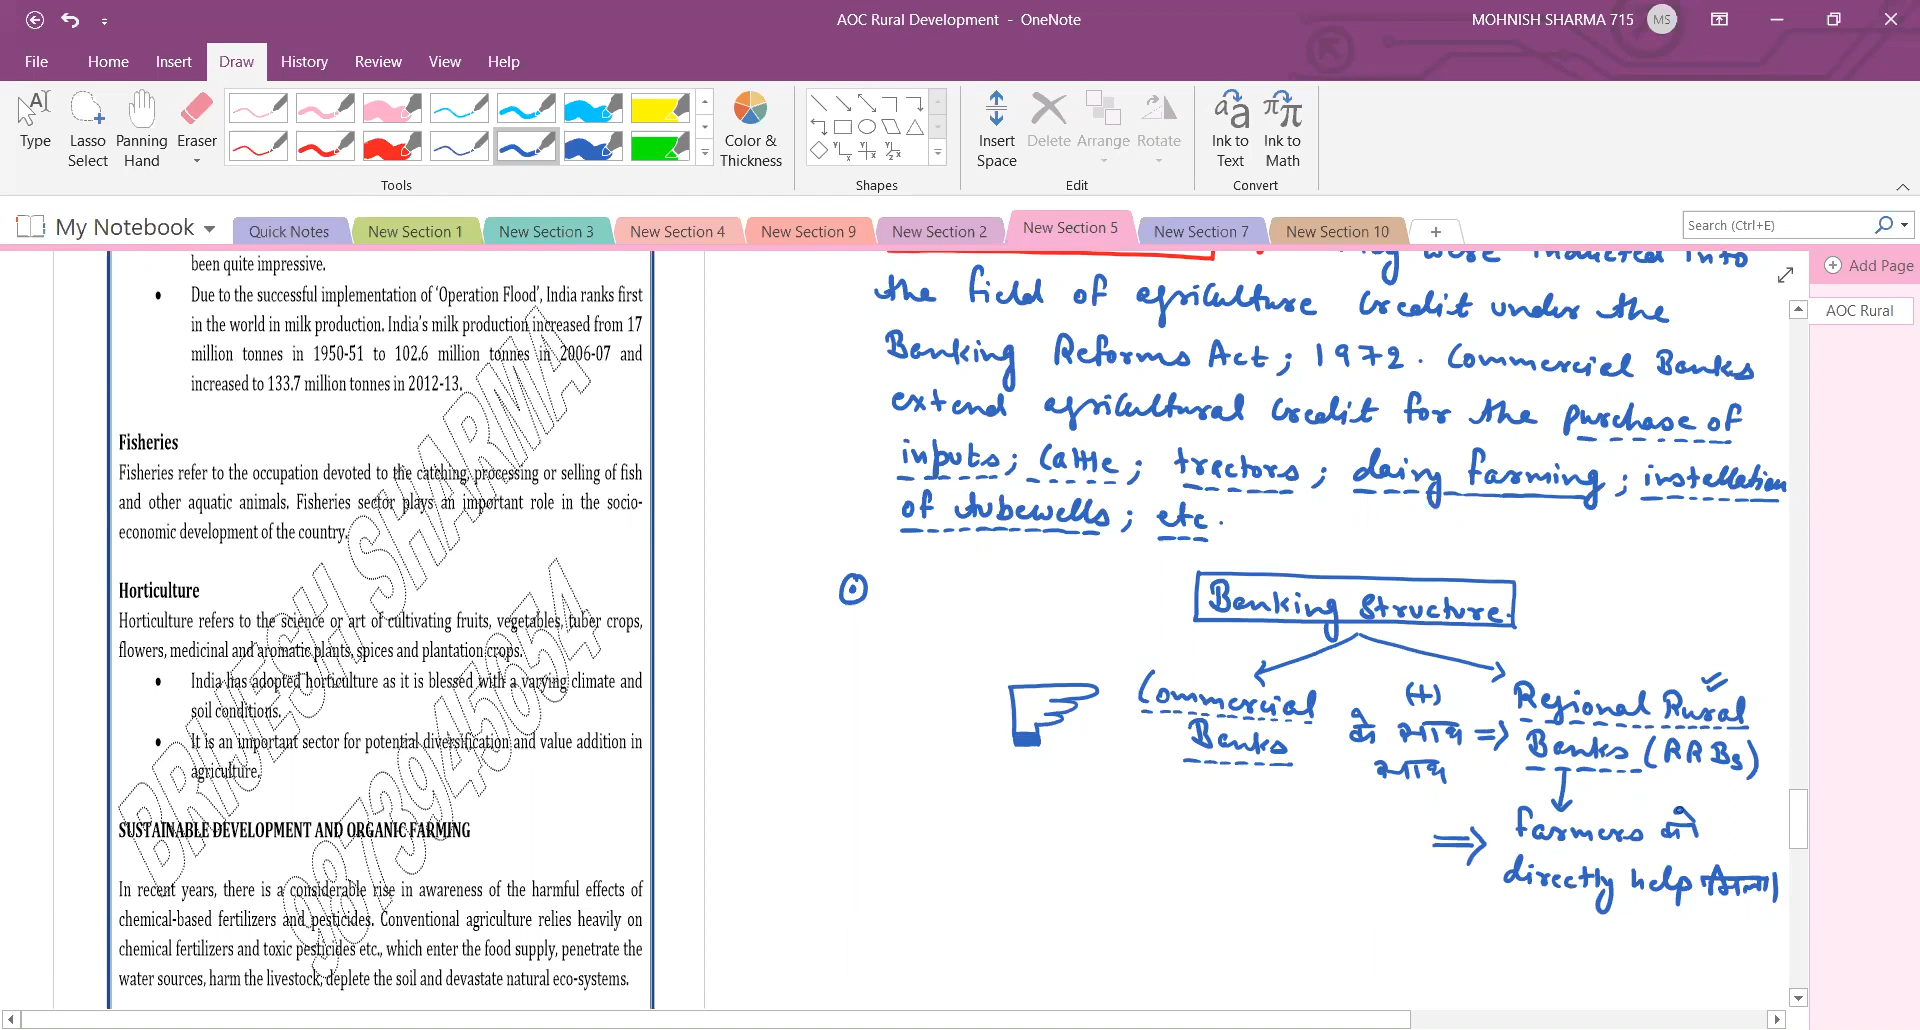 AOC Rural Development - OneNote
MOHNISH SHARMA 715
MS
File
Home
Insert
Draw
History
Review
View
Help
Type
Lasso Select
Panning Hand
Eraser
Color & Thickness
Insert Space
Delete
Arrange
Rotate
Ink to Text
Ink to Math
Tools
Shapes
Edit
Convert
My Notebook
Quick Notes
New Section 1
New Section 3
New Section 4
New Section 9
New Section 2
New Section 5
New Section 7
New Section 10
Search (Ctrl+E)
Add Page
AOC Rural
been quite impressive.
• Due to the successful implementation of ‘Operation Flood’, India ranks first
in the world in milk production. India’s milk production increased from 17
million tonnes in 1950-51 to 102.6 million tonnes in 2006-07 and
increased to 133.7 million tonnes in 2012-13.
Fisheries
Fisheries refer to the occupation devoted to the catching, processing or selling of fish
and other aquatic animals. Fisheries sector plays an important role in the socio-
economic development of the country.
Horticulture
Horticulture refers to the science or art of cultivating fruits, vegetables, tuber crops,
flowers, medicinal and aromatic plants, spices and plantation crops.
• India has adopted horticulture as it is blessed with a varying climate and
soil conditions.
• It is an important sector for potential diversification and value addition in
agriculture.
SUSTAINABLE DEVELOPMENT AND ORGANIC FARMING
In recent years, there is a considerable rise in awareness of the harmful effects of
chemical-based fertilizers and pesticides. Conventional agriculture relies heavily on
chemical fertilizers and toxic pesticides etc., which enter the food supply, penetrate the
water sources, harm the livestock, deplete the soil and devastate natural eco-systems.
BRIJESH SHARMA
9873945654
They were inducted into
the field of agriculture credit under the
Banking Reforms Act; 1972. Commercial Banks
extend agricultural credit for the purchase of
inputs; cattle; tractors; dairy farming; installation
of tubewells; etc.
Banking Structure.
Commercial
Banks
(+)
के साथ
साथ
=> Regional Rural
Banks (RRBs)
=> farmers की
directly help